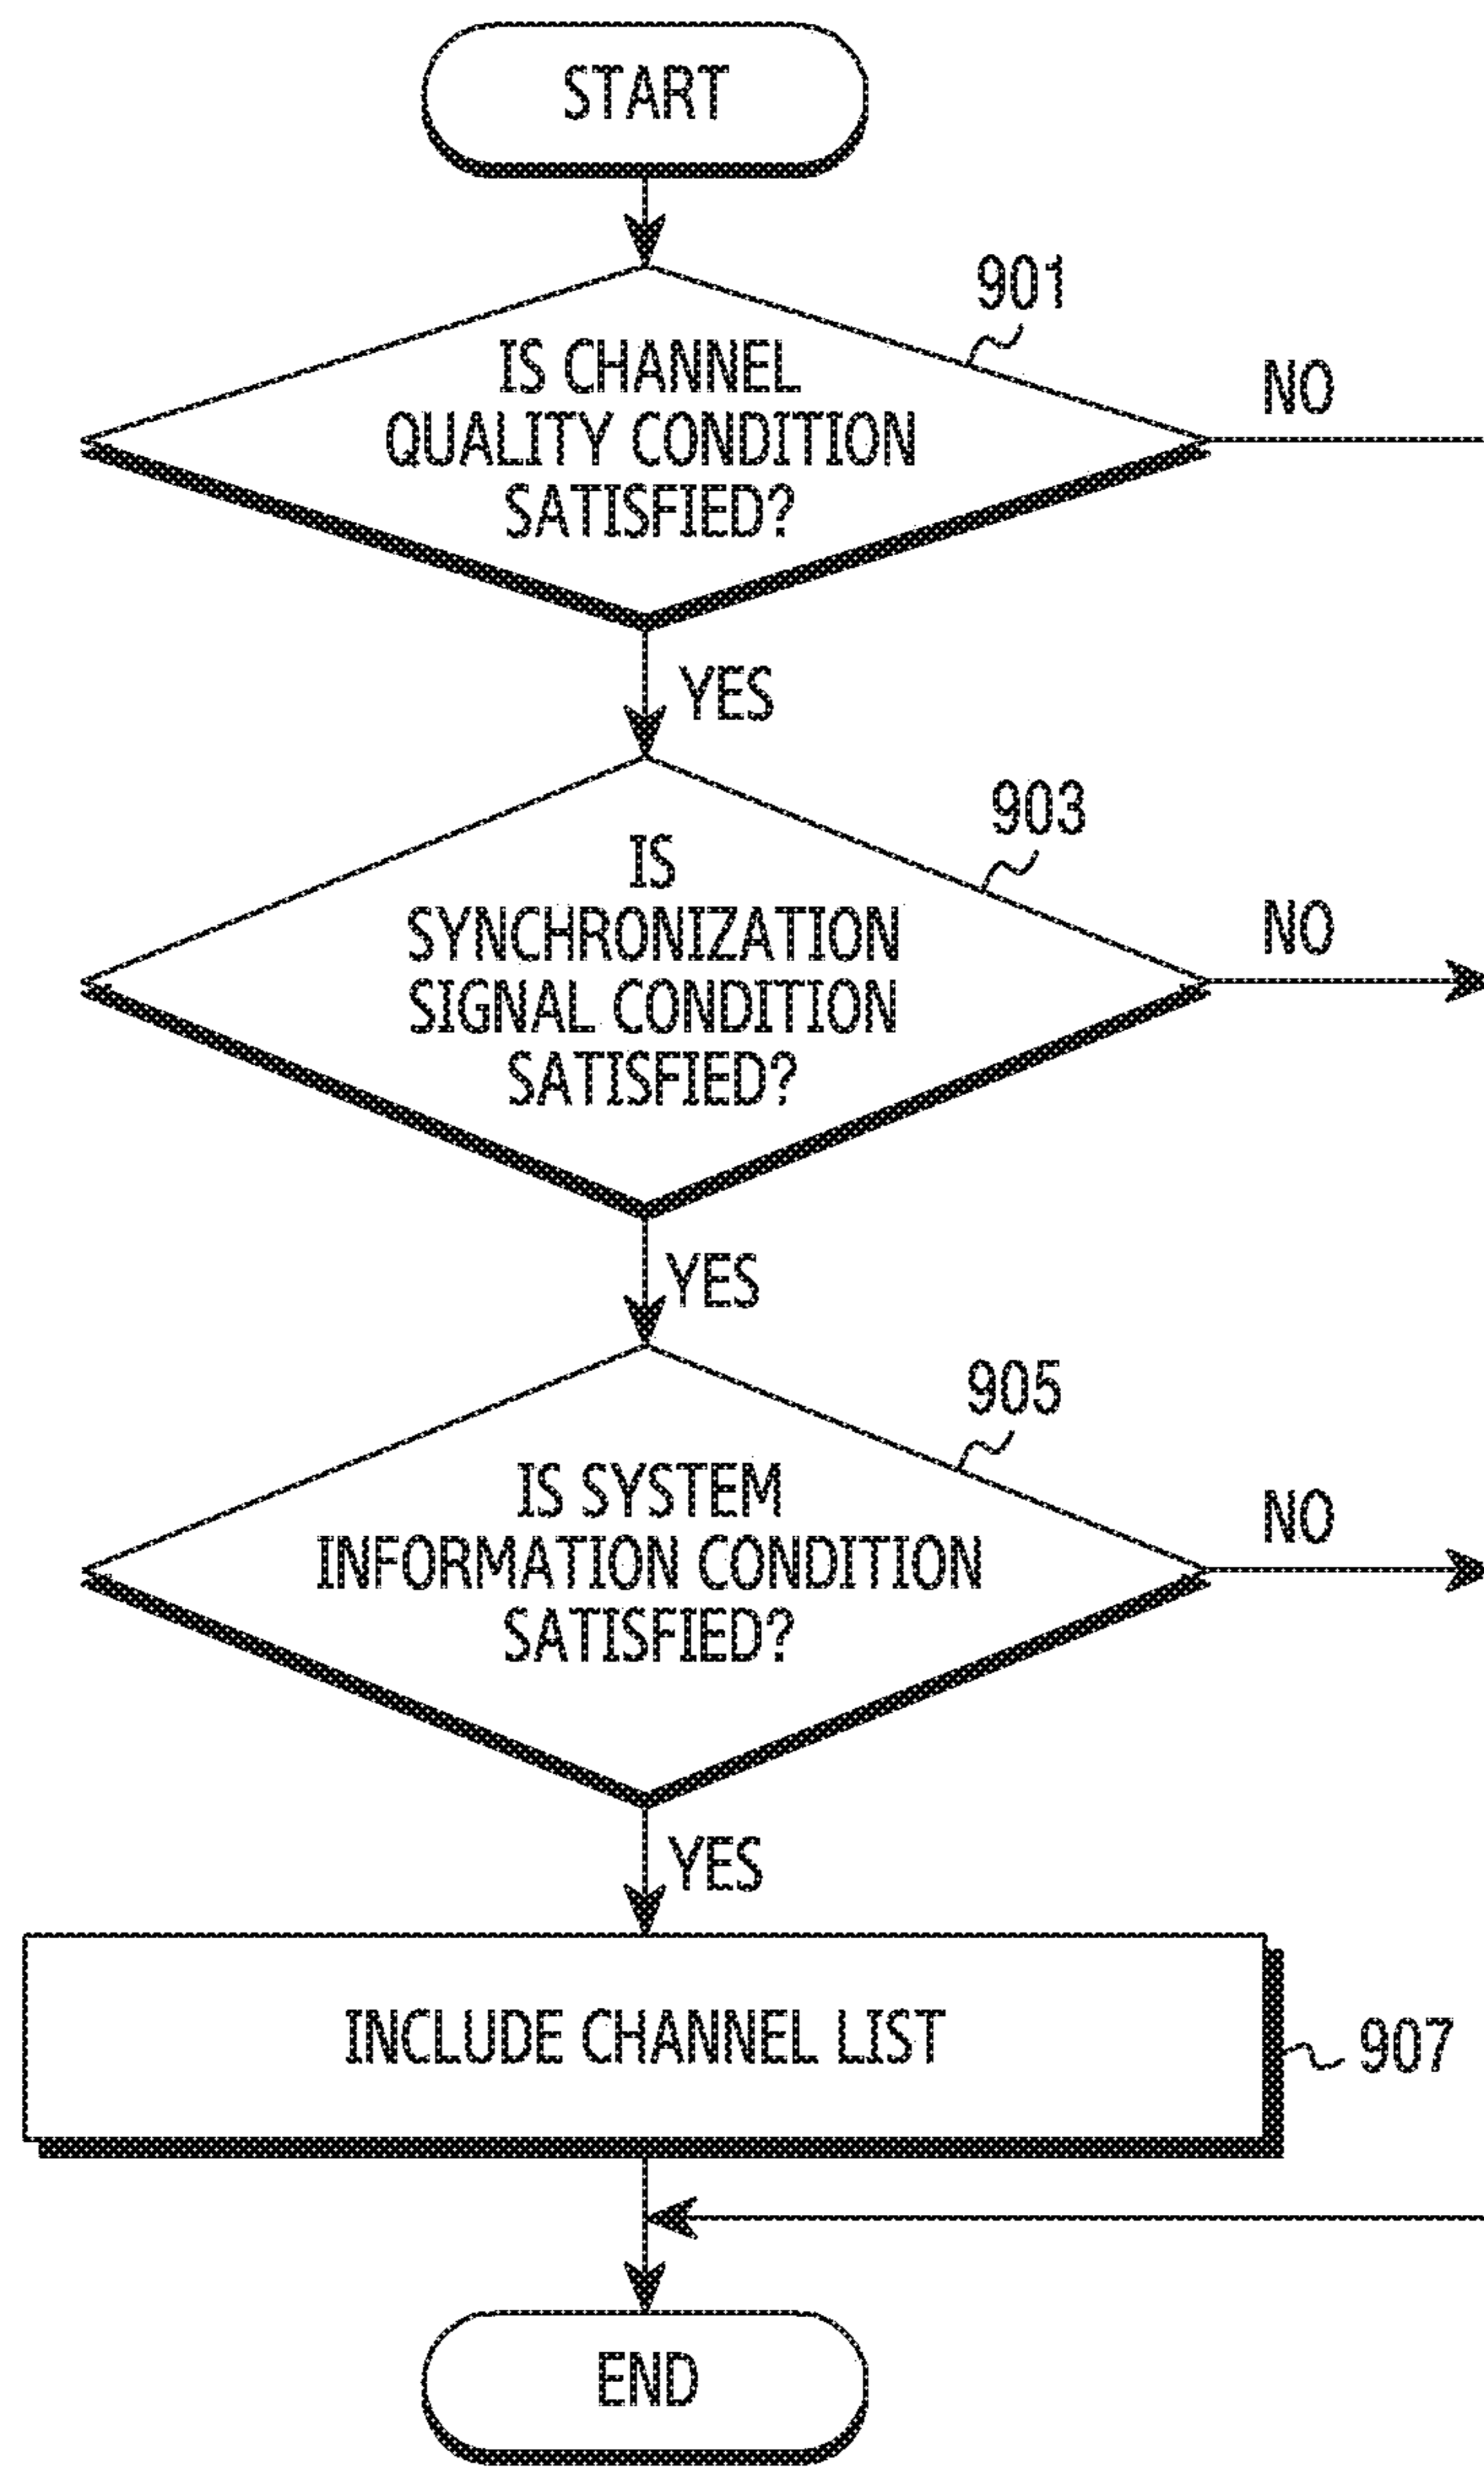 START
901
IS CHANNEL
QUALITY CONDITION
SATISFIED?
NO
YES
903
IS
SYNCHRONIZATION
SIGNAL CONDITION
SATISFIED?
NO
YES
905
IS SYSTEM
INFORMATION CONDITION
SATISFIED?
NO
YES
INCLUDE CHANNEL LIST
907
END